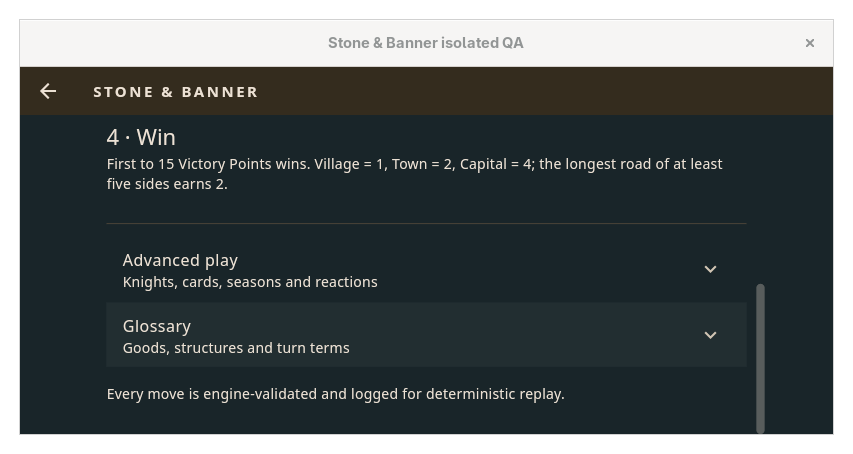 Stone & Banner isolated QA
STONE & BANNER
4 · Win
First to 15 Victory Points wins. Village = 1, Town = 2, Capital = 4; the longest road of at least
five sides earns 2.
Advanced play
Knights, cards, seasons and reactions
Glossary
Goods, structures and turn terms
Every move is engine-validated and logged for deterministic replay.